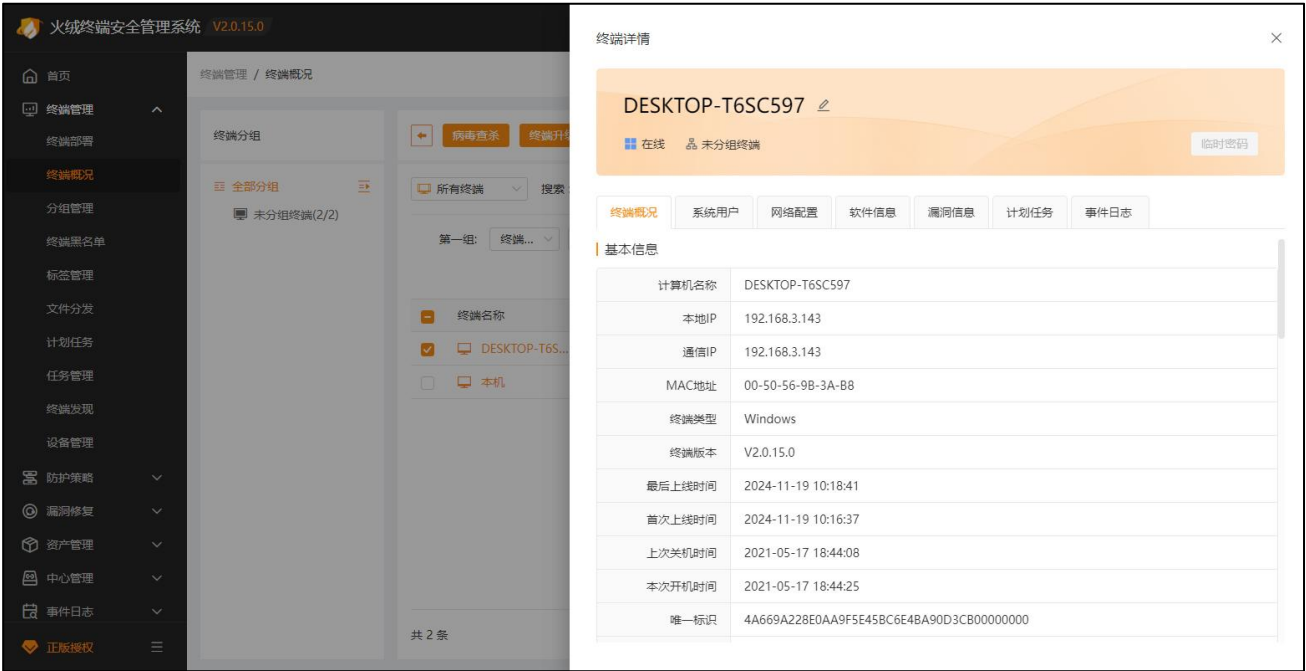 火绒终端安全管理系统 V2.0.15.0
首页
终端管理
终端部署
终端概况
分组管理
终端黑名单
标签管理
文件分发
计划任务
任务管理
终端发现
设备管理
防护策略
漏洞修复
资产管理
中心管理
事件日志
正版授权
终端管理 / 终端概况
终端分组
全部分组
未分组终端(2/2)
病毒查杀 终端升级
所有终端 搜索:
第一组: 终端...
终端名称
DESKTOP-T6S...
本机
共 2 条
终端详情
DESKTOP-T6SC597
在线 未分组终端
临时密码
终端概况 系统用户 网络配置 软件信息 漏洞信息 计划任务 事件日志
基本信息
计算机名称 DESKTOP-T6SC597
本地IP 192.168.3.143
通信IP 192.168.3.143
MAC地址 00-50-56-9B-3A-B8
终端类型 Windows
终端版本 V2.0.15.0
最后上线时间 2024-11-19 10:18:41
首次上线时间 2024-11-19 10:16:37
上次关机时间 2021-05-17 18:44:08
本次开机时间 2021-05-17 18:44:25
唯一标识 4A669A228E0AA9F5E45BC6E4BA90D3CB00000000